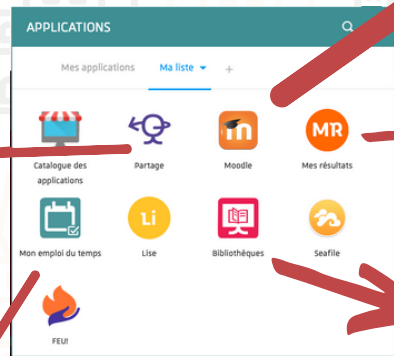 APPLICATIONS
Mes applications Ma liste +
m MR
Catalogue des applications Partage Moodle Mes résultats
Li
Mon emploi du temps Lise Bibliothèques Seafile
FEU!